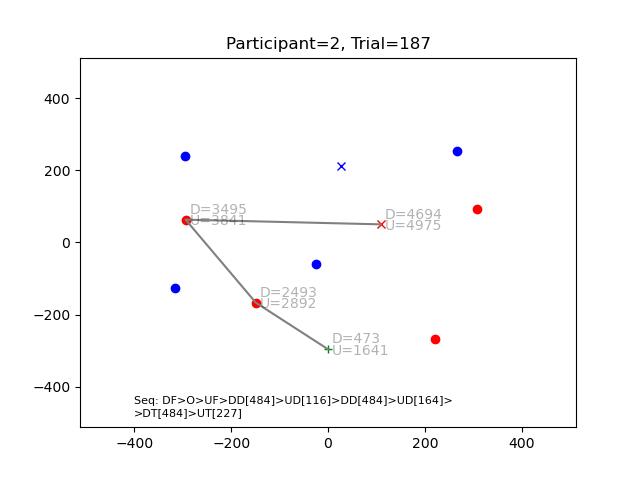 Participant=2, Trial=187
400
200
0
−200
−400
D=3495
U=3841
D=4694
U=4975
D=2493
U=2892
D=473
U=1641
Seq: DF>O>UF>DD[484]>UD[116]>DD[484]>UD[164]>
>DT[484]>UT[227]
−400
−200
0
200
400